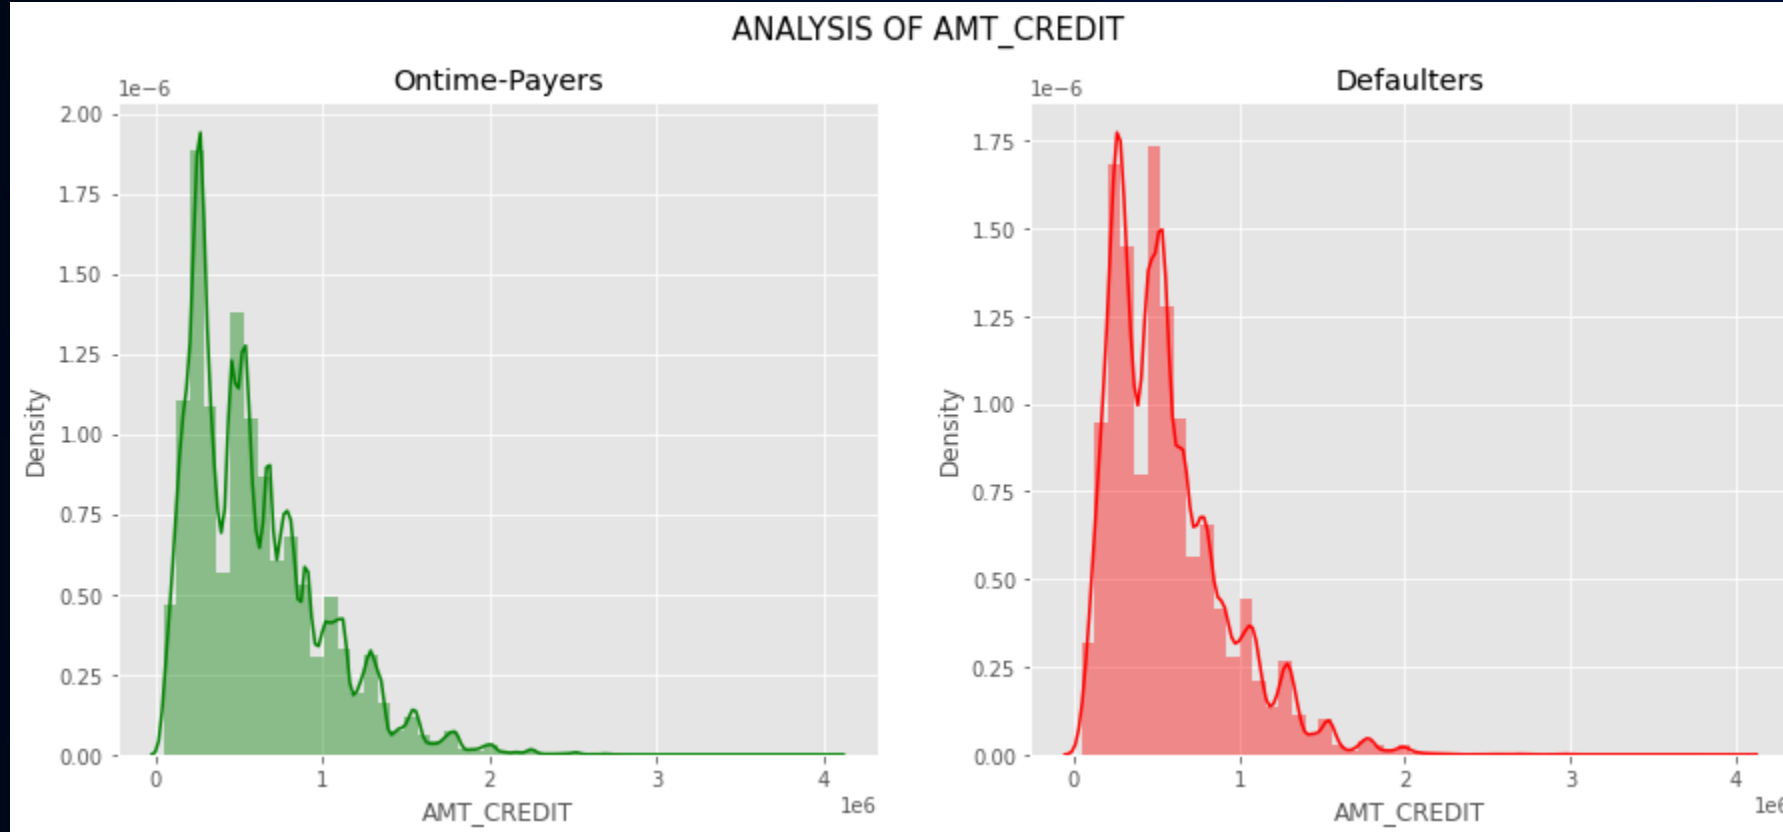 ANALYSIS OF AMT_CREDIT
Ontime-Payers
1e−6
2.00
1.75
1.50
1.25
1.00
0.75
0.50
0.25
0.00
Density
0 1 2 3 4
1e6
AMT_CREDIT
Defaulters
1e−6
1.75
1.50
1.25
1.00
0.75
0.50
0.25
0.00
Density
0 1 2 3 4
1e6
AMT_CREDIT